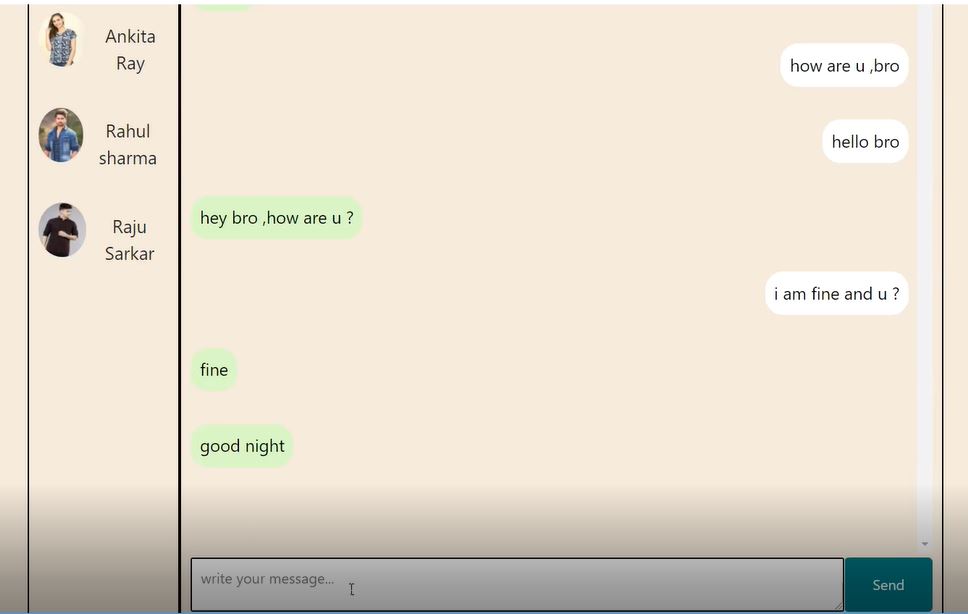 Ankita
Ray
Rahul
sharma
Raju
Sarkar
how are u ,bro
hello bro
hey bro ,how are u ?
i am fine and u ?
fine
good night
write your message...
Send